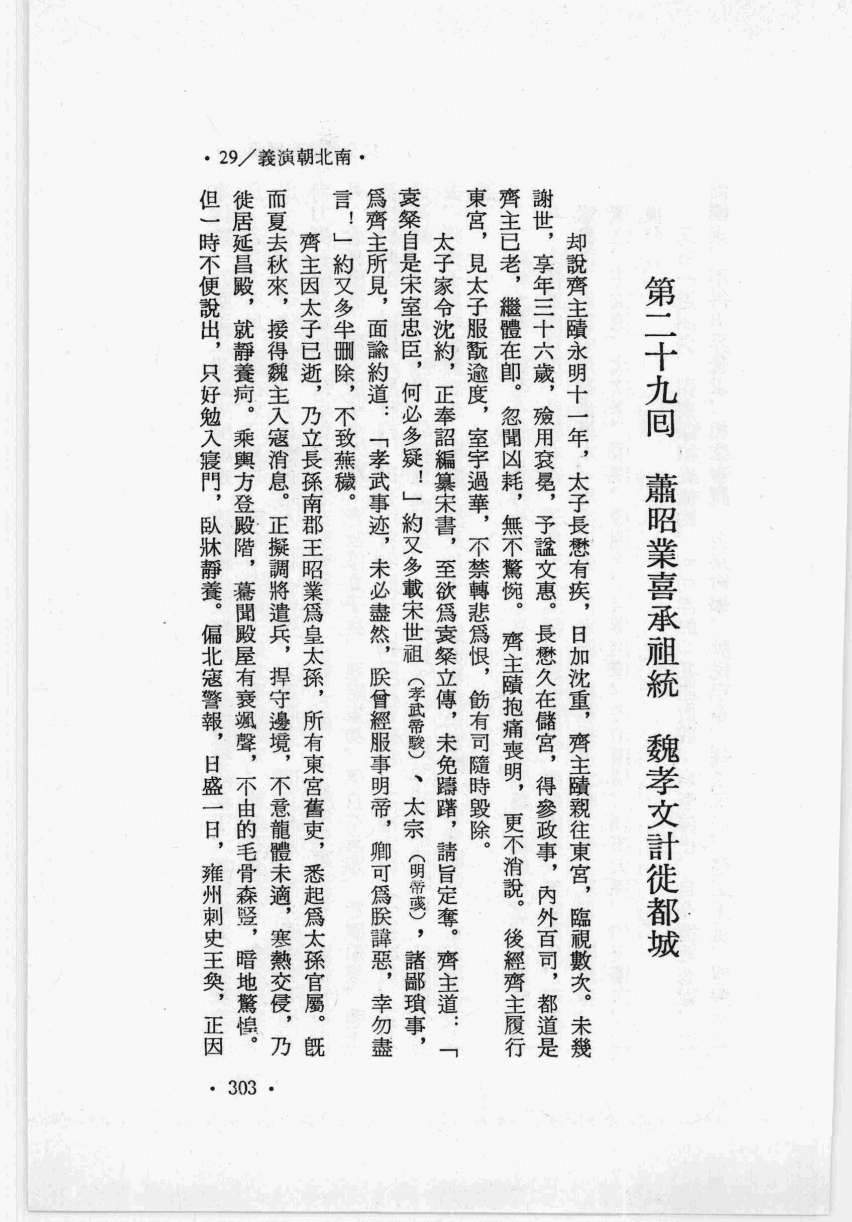 ·南北朝演義／29·
第二十九回　蕭昭業喜承祖統　魏孝文計徙都城
却說齊主賾永明十一年，太子長懋有疾，日加沈重，齊主賾親往東宮，臨視數次。未幾
謝世，享年三十六歲，殮用袞冕，予諡文惠。長懋久在儲宮，得參政事，內外百司，都道是
齊主已老，繼體在卽。忽聞凶耗，無不驚惋。齊主賾抱痛喪明，更不消說。後經齊主履行
東宮，見太子服翫逾度，室宇過華，不禁轉悲爲恨，飭有司隨時毀除。
太子家令沈約，正奉詔編纂宋書，至欲爲袁粲立傳，未免躊躇，請旨定奪。齊主道：「
袁粲自是宋室忠臣，何必多疑！」約又多載宋世祖（孝武帝駿）、太宗（明帝彧），諸鄙瑣事，
爲齊主所見，面諭約道：「孝武事迹，未必盡然，朕曾經服事明帝，卿可爲朕諱惡，幸勿盡
言！」約又多半刪除，不致蕪穢。
齊主因太子已逝，乃立長孫南郡王昭業爲皇太孫，所有東宮舊吏，悉起爲太孫官屬。旣
而夏去秋來，接得魏主入寇消息。正擬調將遣兵，捍守邊境，不意龍體未適，寒熱交侵，乃
徙居延昌殿，就靜養疴。乘輿方登殿階，驀聞殿屋有衰颯聲，不由的毛骨森豎，暗地驚惶。
但一時不便說出，只好勉入寢門，臥牀靜養。偏北寇警報，日盛一日，雍州刺史王奐，正因
·303·